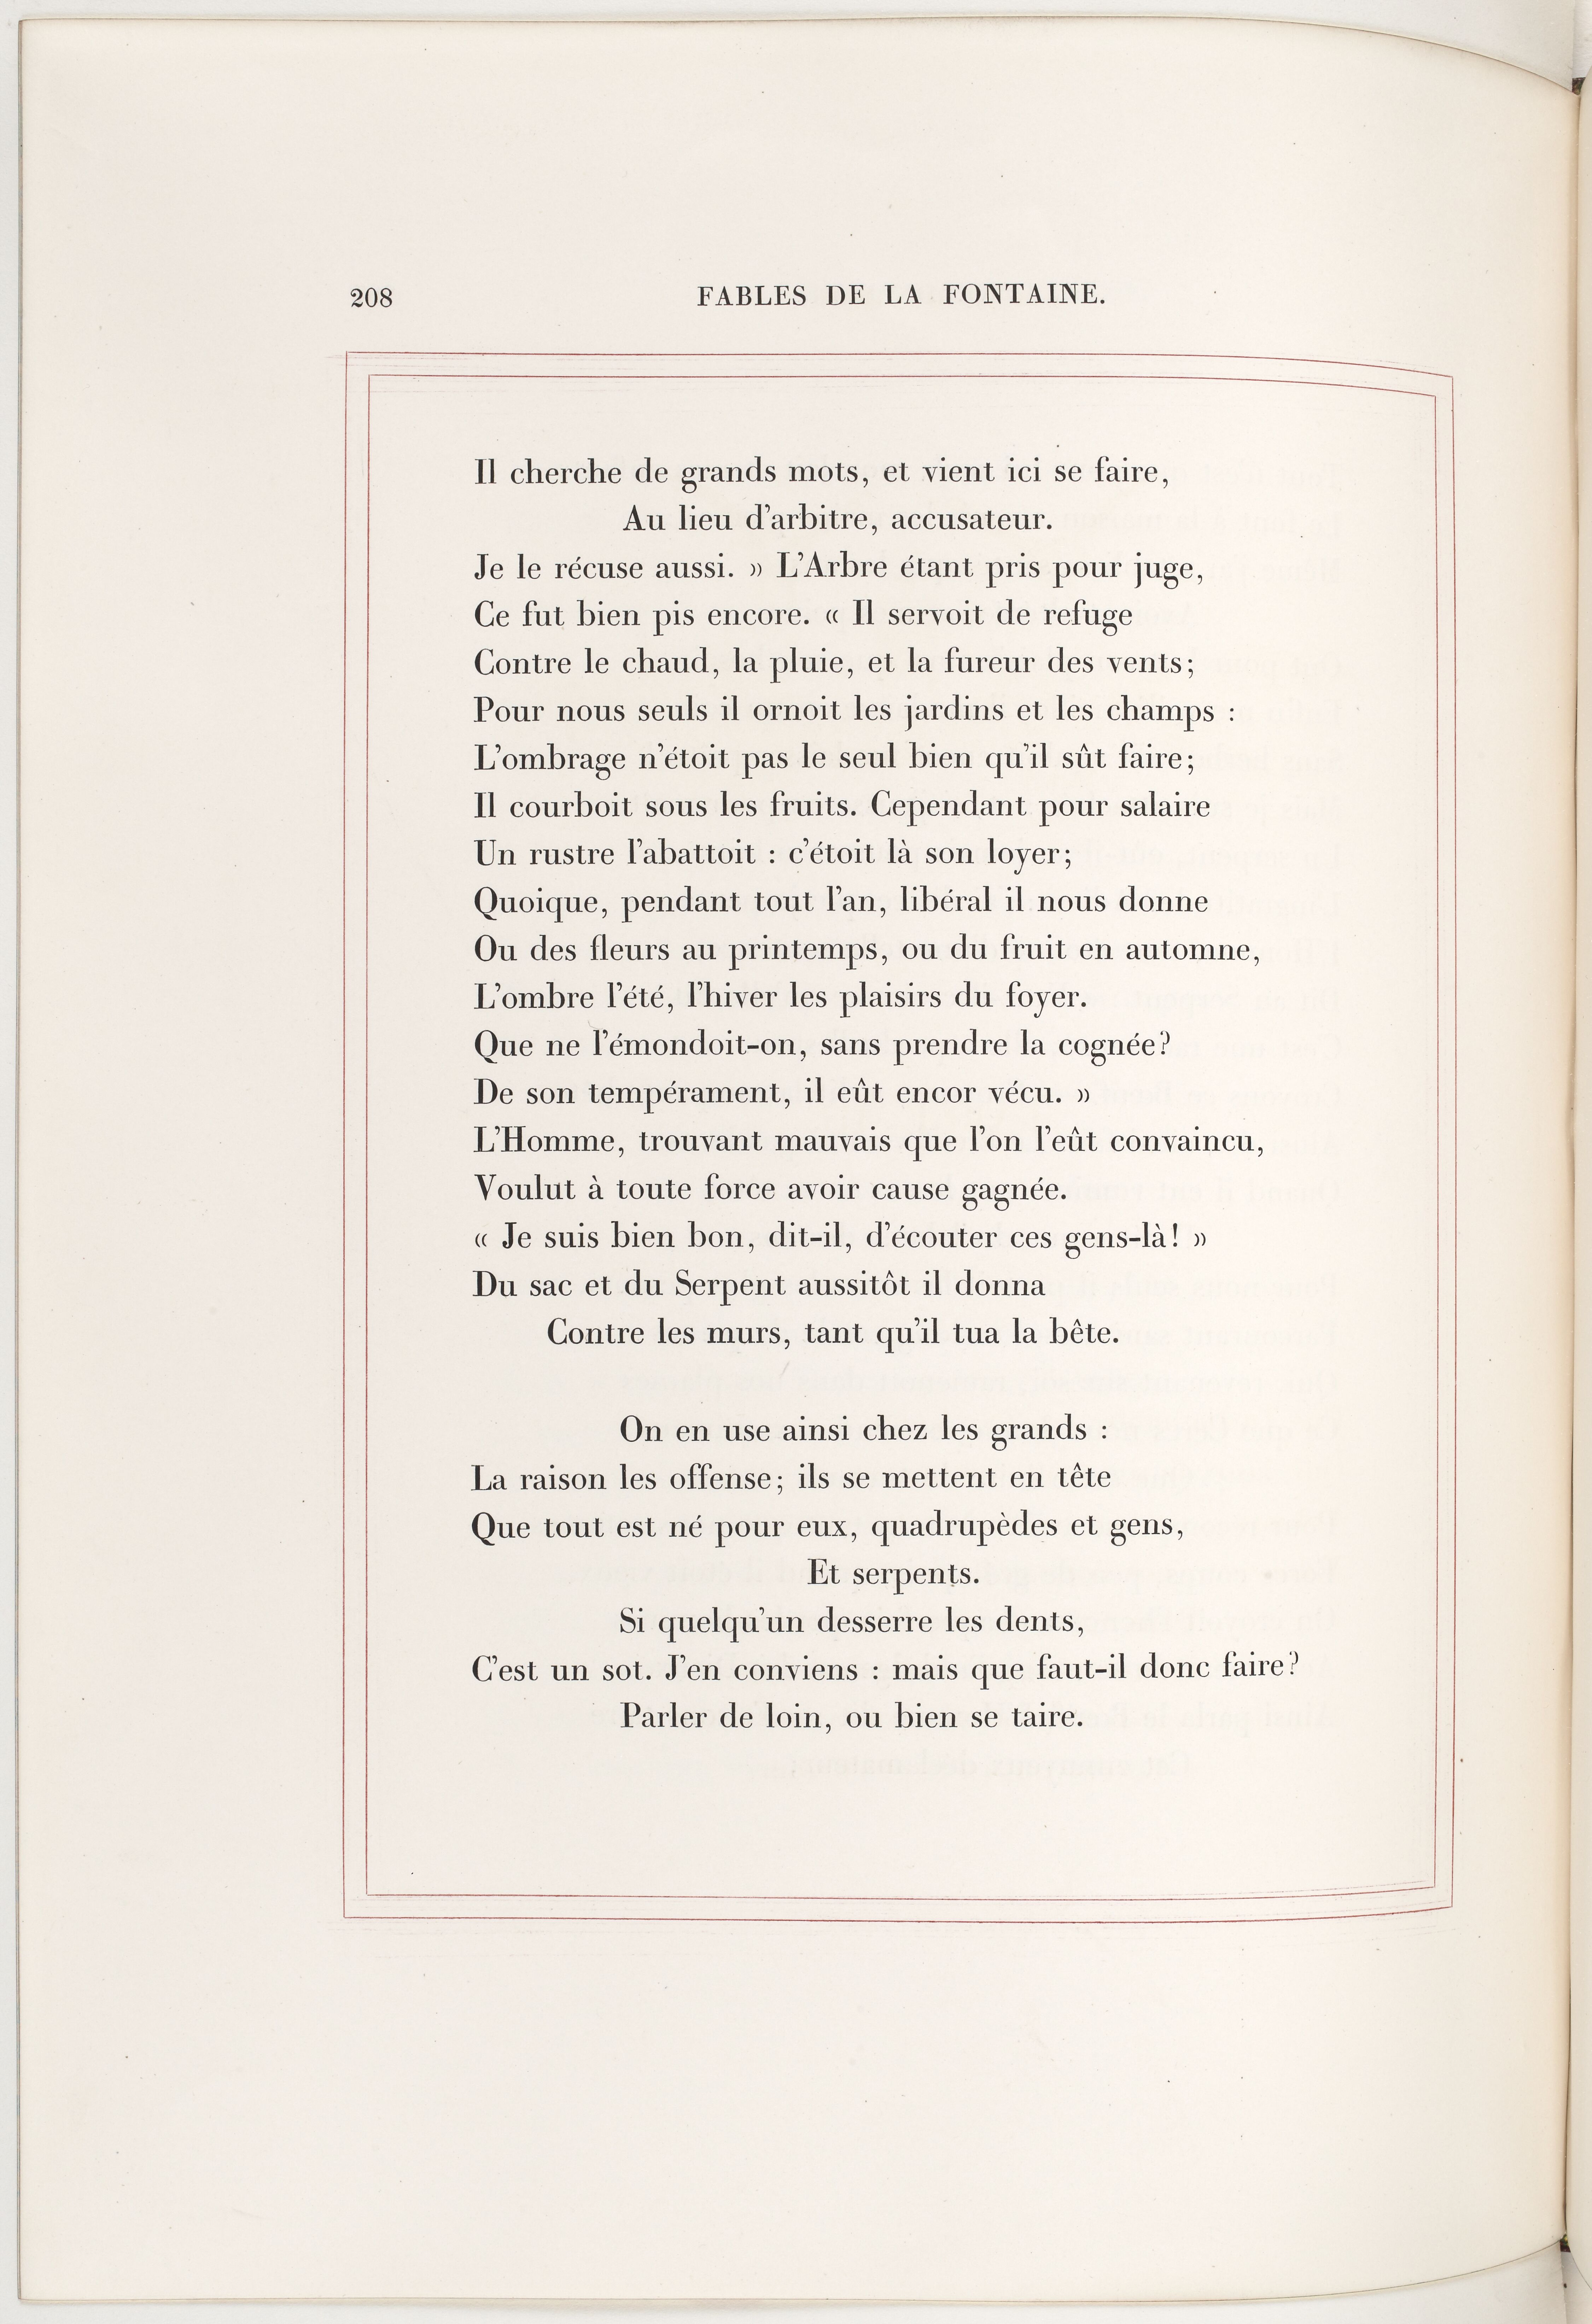 208
FABLES DE LA FONTAINE.
Il cherche de grands mots, et vient ici se faire,
Au lieu d'arbitre, accusateur.
Je le récuse aussi. » L'Arbre étant pris pour juge,
Ce fut bien pis encore. « Il servoit de refuge
Contre le chaud, la pluie, et la fureur des vents;
Pour nous seuls il ornoit les jardins et les champs :
L'ombrage n'étoit pas le seul bien qu'il sût faire;
Il courboit sous les fruits. Cependant pour salaire
Un rustre l'abattoit : c'étoit là son loyer;
Quoique, pendant tout l'an, libéral il nous donne
Ou des fleurs au printemps, ou du fruit en automne,
L'ombre l'été, l'hiver les plaisirs du foyer.
Que ne l'émondoit-on, sans prendre la cognée?
De son tempérament, il eût encor vécu. »
L'Homme, trouvant mauvais que l'on l'eût convaincu,
Voulut à toute force avoir cause gagnée.
« Je suis bien bon, dit-il, d'écouter ces gens-là! »
Du sac et du Serpent aussitôt il donna
Contre les murs, tant qu'il tua la bête.
On en use ainsi chez les grands :
La raison les offense; ils se mettent en tête
Que tout est né pour eux, quadrupèdes et gens,
Et serpents.
Si quelqu'un desserre les dents,
C'est un sot. J'en conviens : mais que faut-il donc faire?
Parler de loin, ou bien se taire.